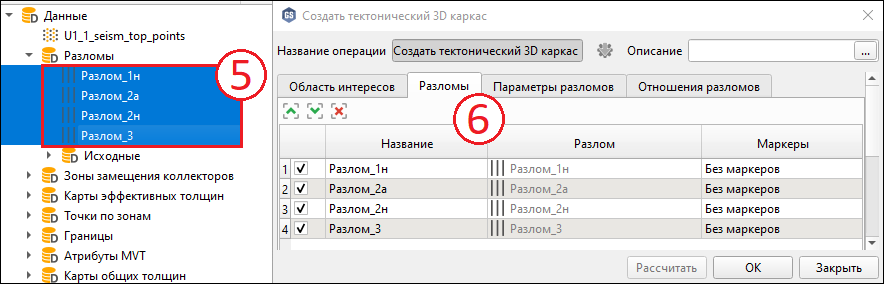 Данные
U1_1_seism_top_points
Разломы
Разлом_1н
Разлом_2а
Разлом_2н
Разлом_3
Исходные
Зоны замещения коллекторов
Карты эффективных толщин
Точки по зонам
Границы
Атрибуты MVT
Карты общих толщин
5
GS Создать тектонический 3D каркас
Название операции Создать тектонический 3D каркас Описание ...
Область интересов Разломы Параметры разломов Отношения разломов
6
Название Разлом Маркеры
1 Разлом_1н Разлом_1н Без маркеров
2 Разлом_2а Разлом_2а Без маркеров
3 Разлом_2н Разлом_2н Без маркеров
4 Разлом_3 Разлом_3 Без маркеров
Рассчитать ОК Закрыть